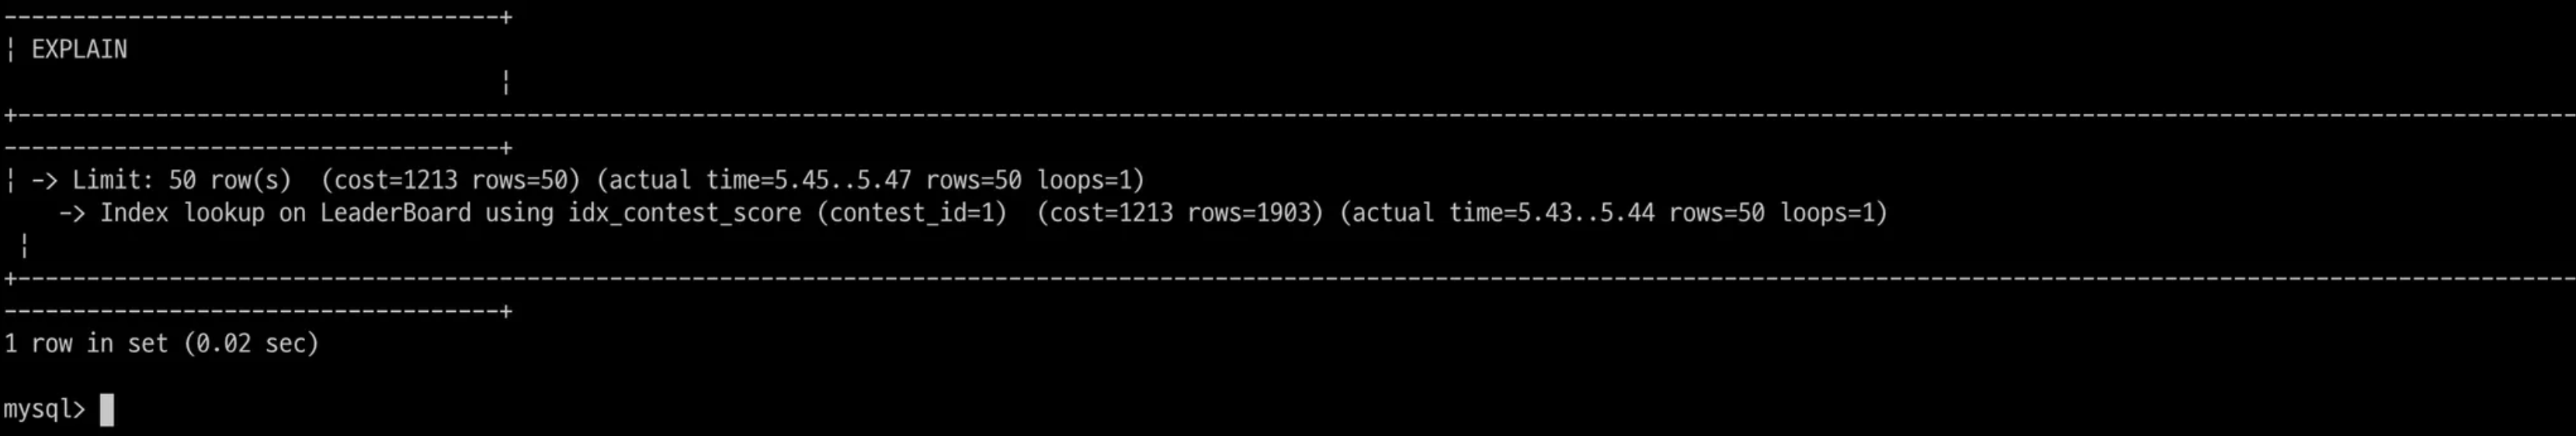 ------------------------------------+
¦ EXPLAIN
¦
+----------------------------------------------------------------------------------------------------------------------------------------------------------------------------------------------
--------------------------------------+
¦ -> Limit: 50 row(s)  (cost=1213 rows=50) (actual time=5.45..5.47 rows=50 loops=1)
    -> Index lookup on LeaderBoard using idx_contest_score (contest_id=1)  (cost=1213 rows=1903) (actual time=5.43..5.44 rows=50 loops=1)
¦
+----------------------------------------------------------------------------------------------------------------------------------------------------------------------------------------------
--------------------------------------+
1 row in set (0.02 sec)
mysql>